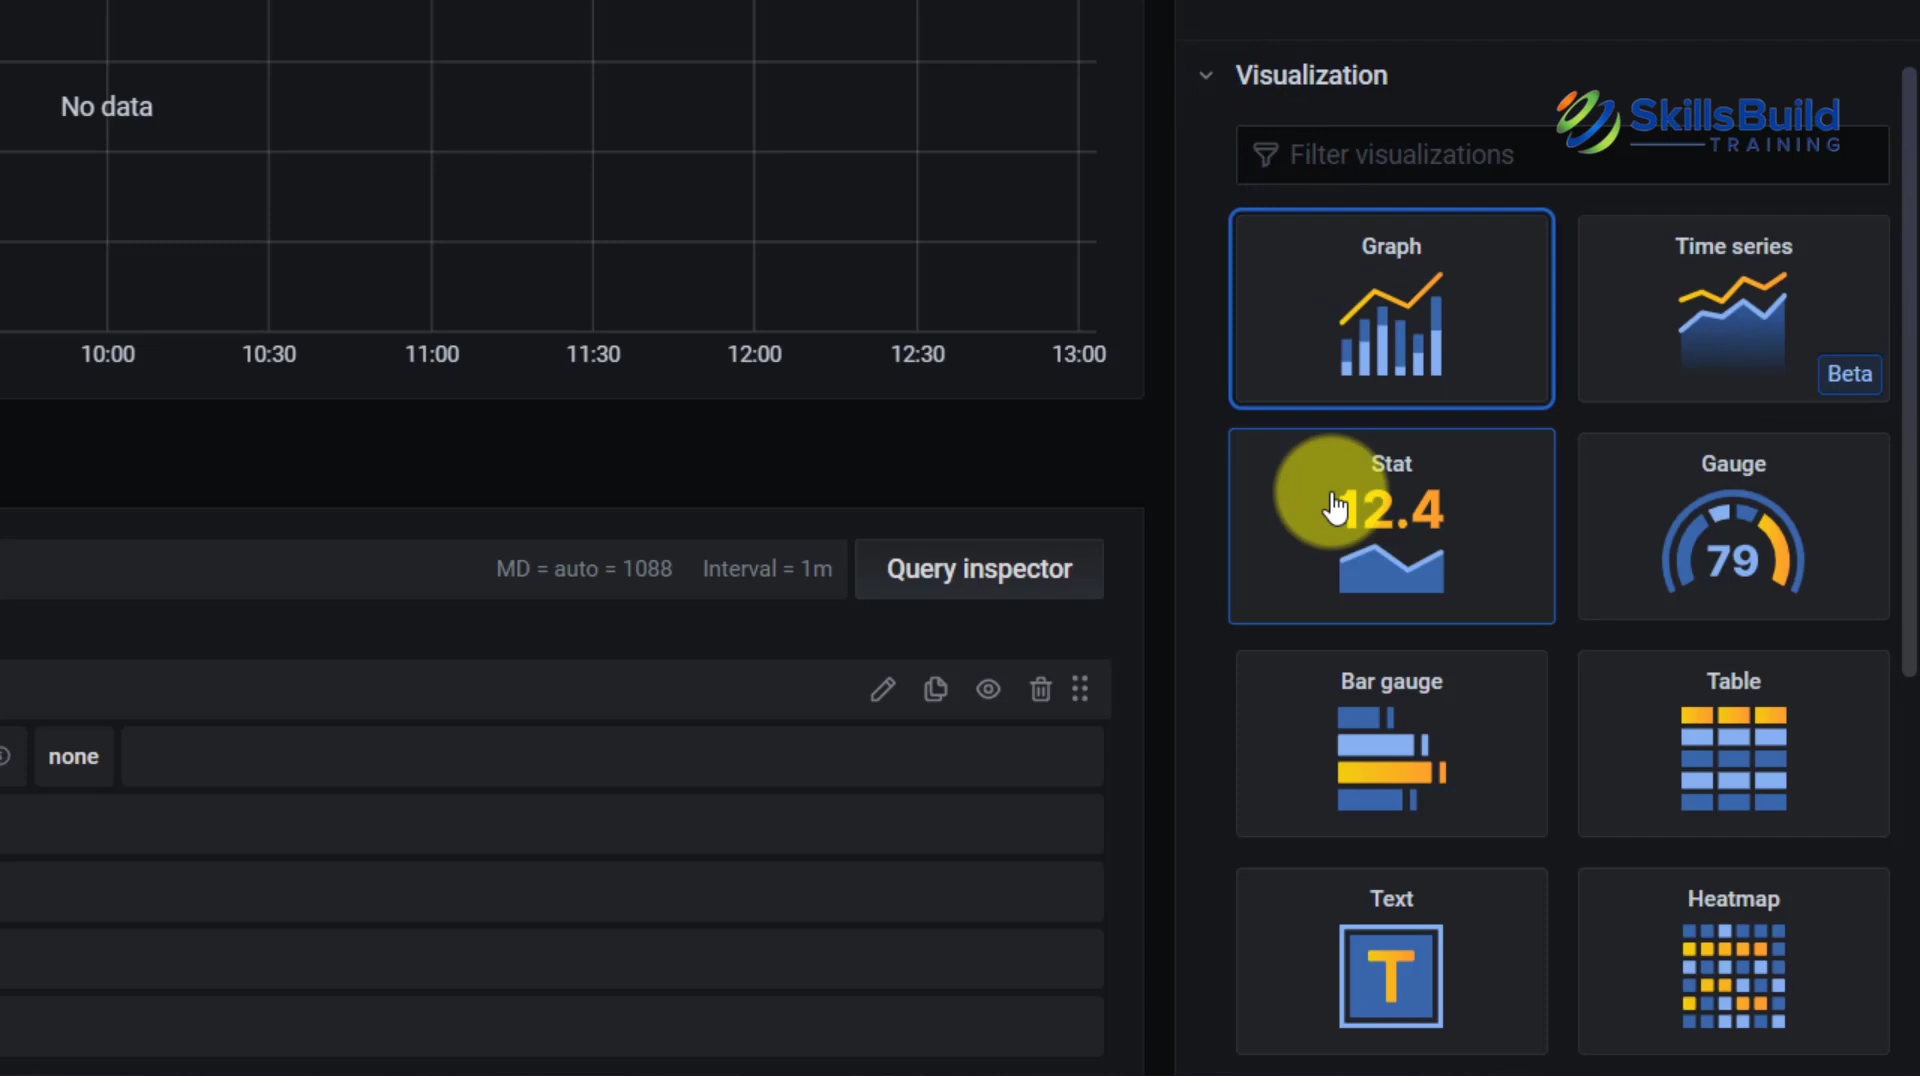 No data
10:00 10:30 11:00 11:30 12:00 12:30 13:00
MD = auto = 1088 Interval = 1m Query inspector
none
Visualization
SkillsBuild
TRAINING
Filter visualizations
Graph
Time series
Beta
Stat
12.4
Gauge
79
Bar gauge
Table
Text
T
Heatmap